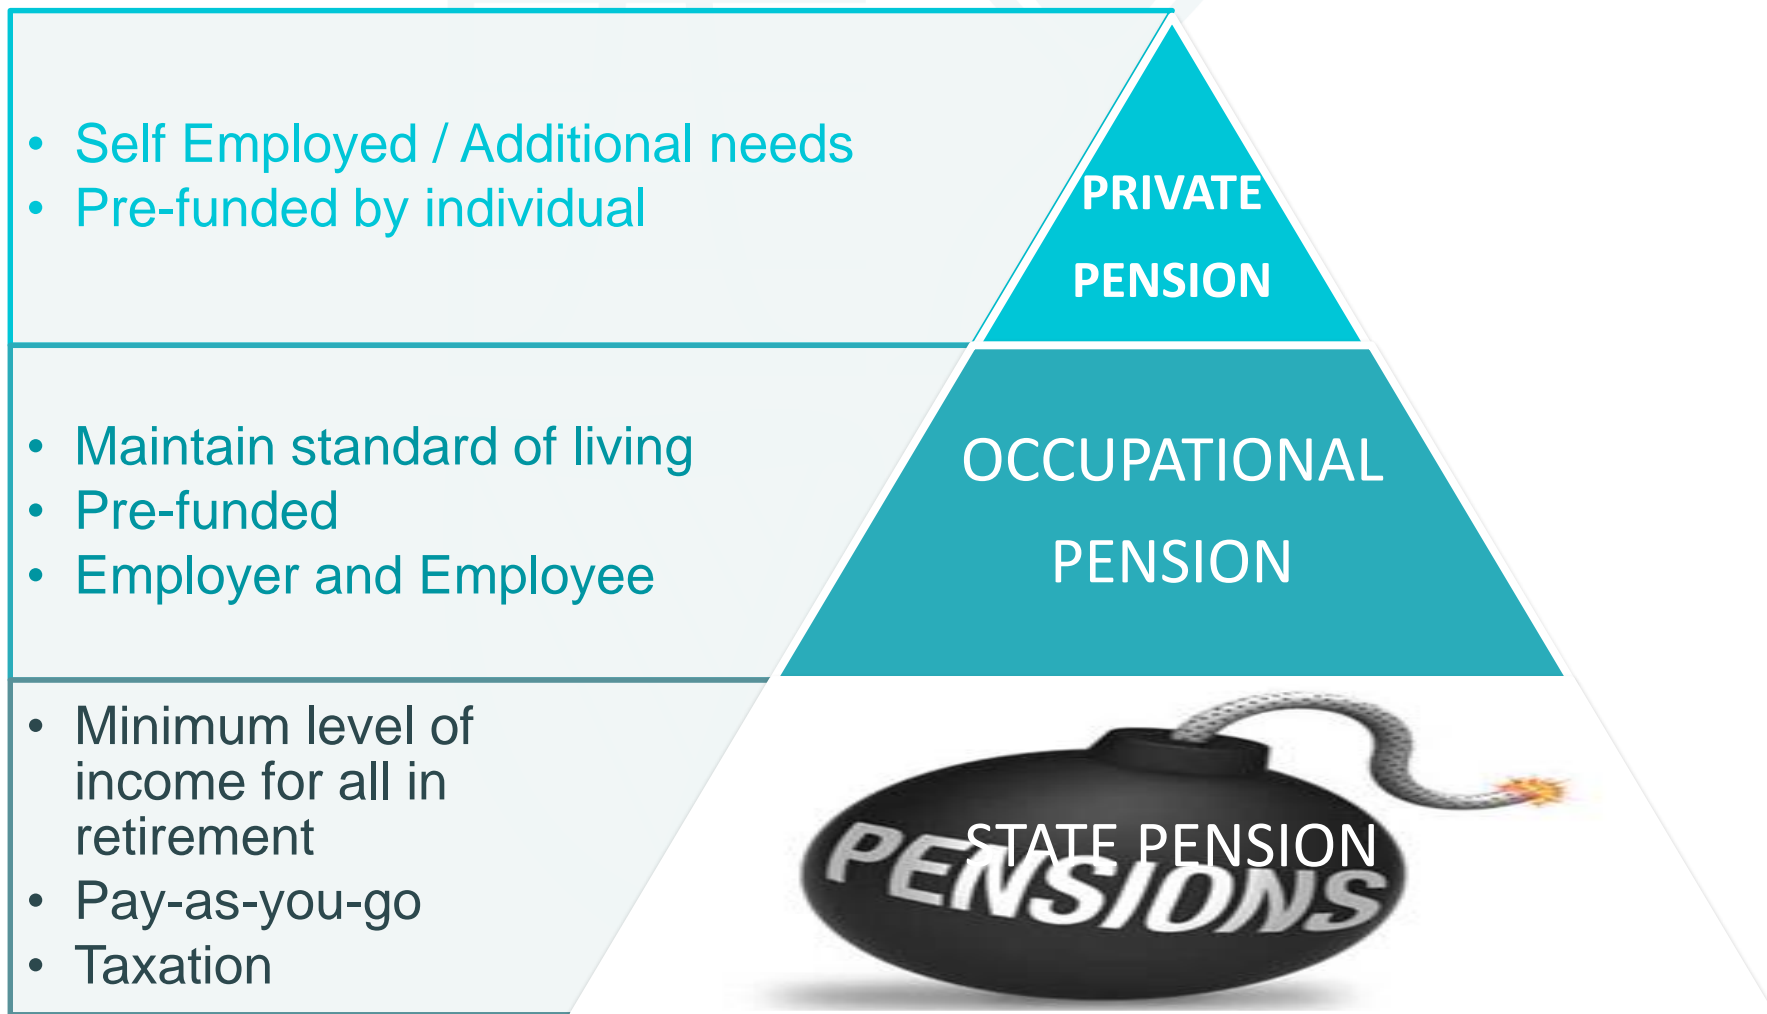 • Self Employed / Additional needs
• Pre-funded by individual
PRIVATE
PENSION
• Maintain standard of living
• Pre-funded
• Employer and Employee
OCCUPATIONAL
PENSION
• Minimum level of
income for all in
retirement
• Pay-as-you-go
• Taxation
STATE PENSION
PENSIONS